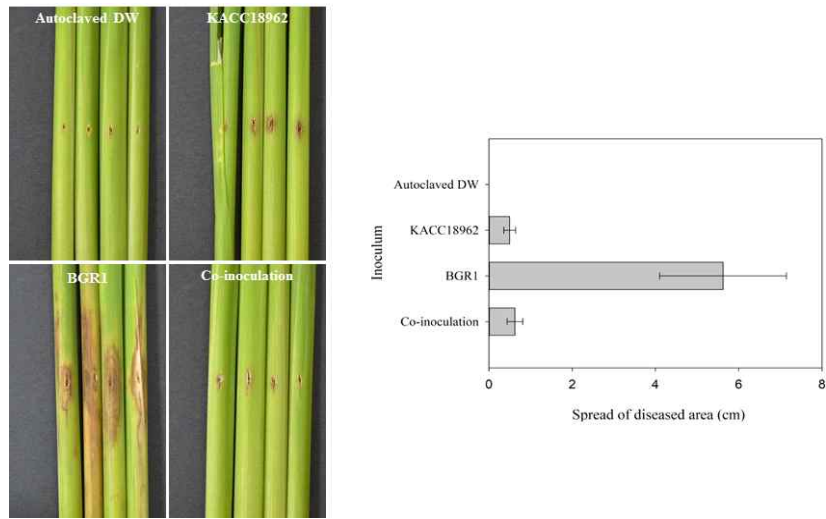 Autoclaved DW
KACC18962
BGR1
Co-inoculation
Inoculum
Autoclaved DW
KACC18962
BGR1
Co-inoculation
0 2 4 6 8
Spread of diseased area (cm)